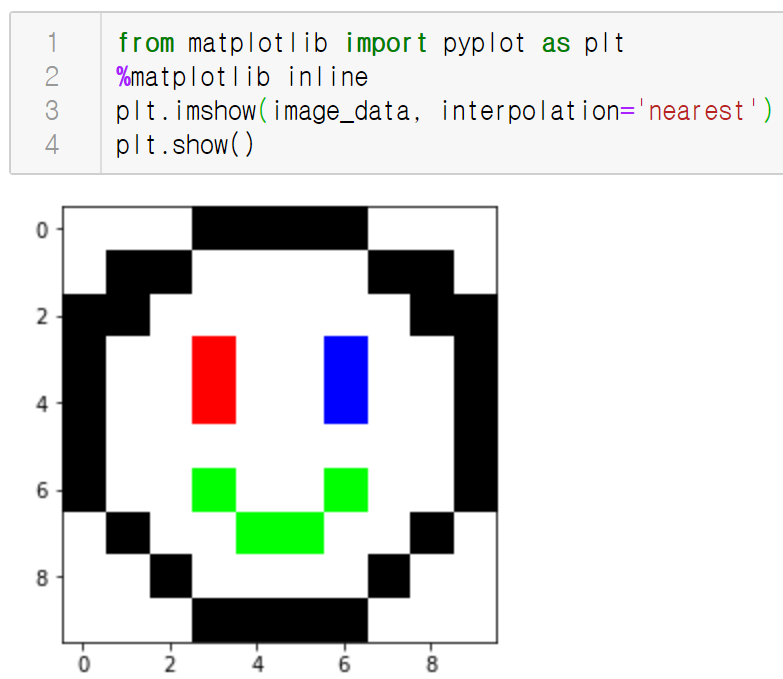 1 from matplotlib import pyplot as plt
2 %matplotlib inline
3 plt.imshow(image_data, interpolation='nearest')
4 plt.show()
0
2
4
6
8
0 2 4 6 8